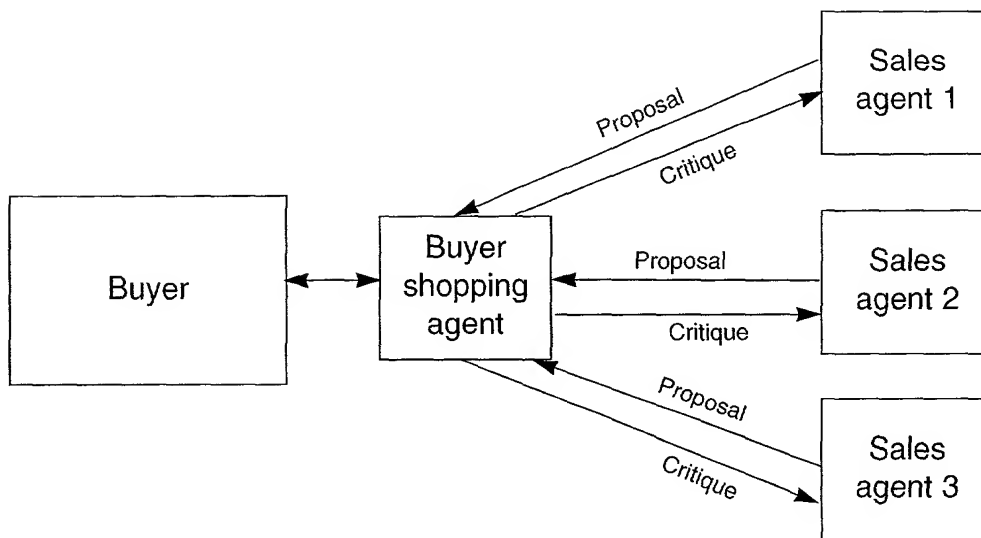 Sales
agent 1
Proposal
Critique
Buyer
Buyer
shopping
agent
Proposal
Critique
Sales
agent 2
Proposal
Critique
Sales
agent 3